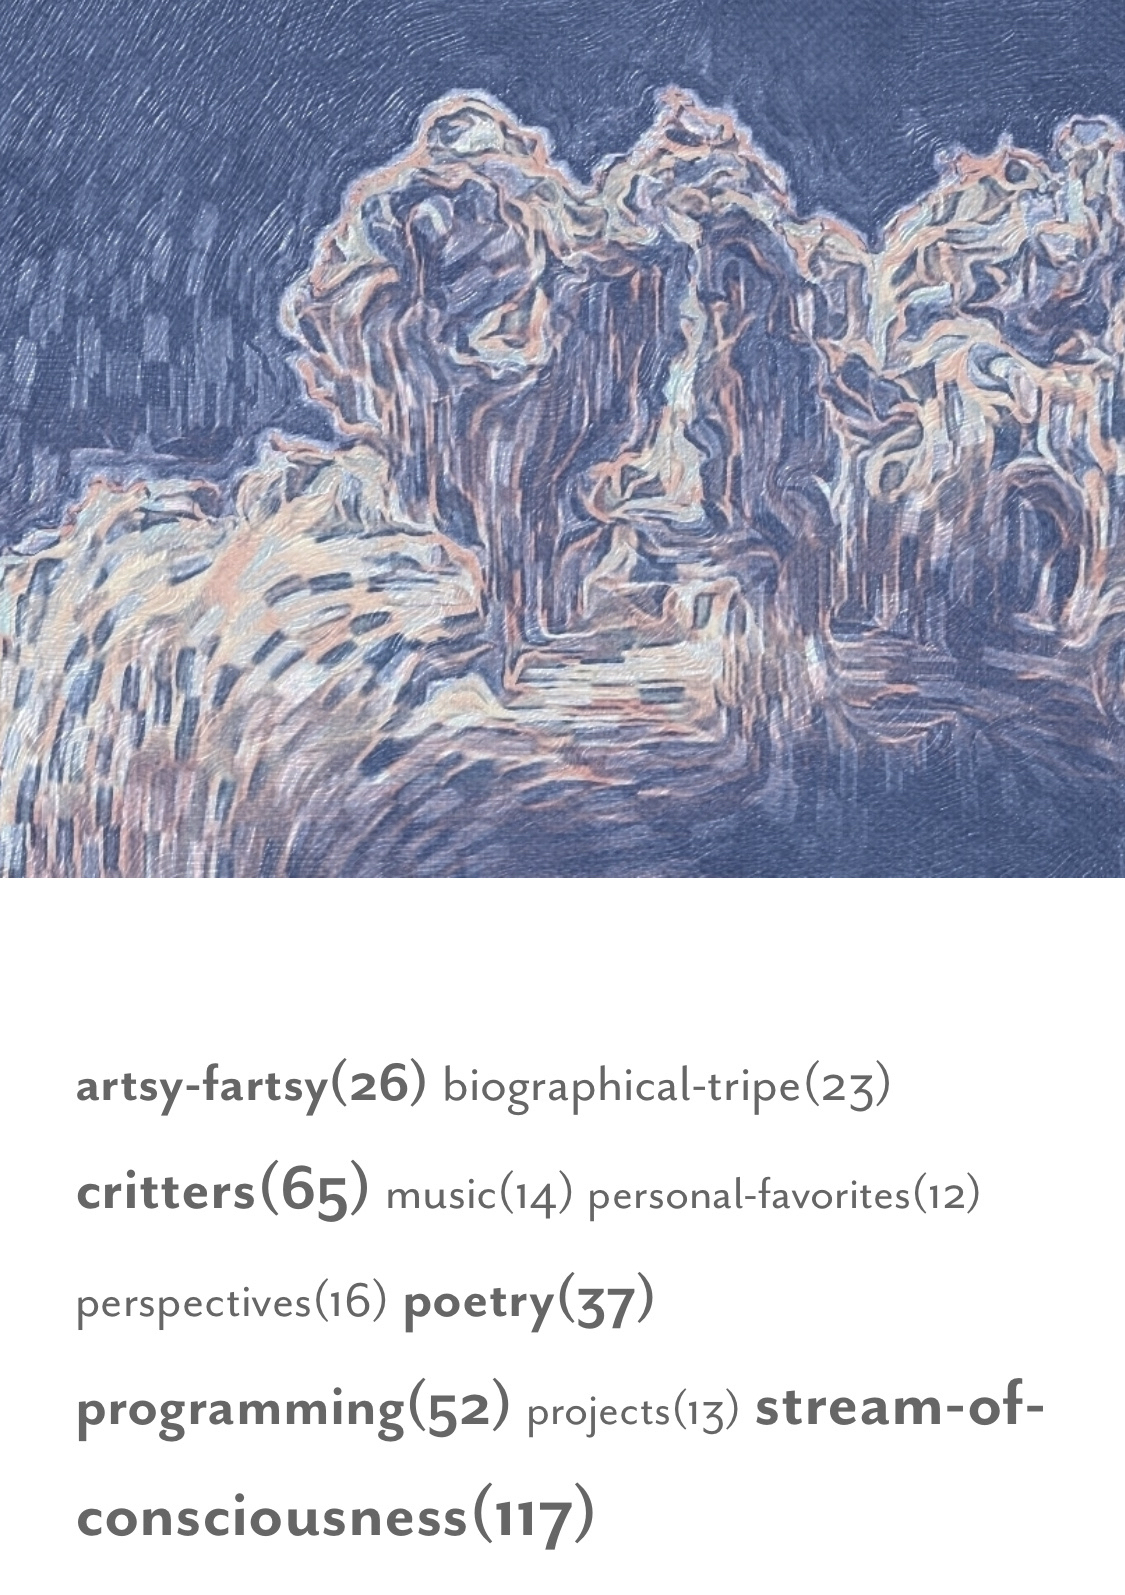 artsy-fartsy(26) biographical-tripe(23)
critters(65) music(14) personal-favorites(12)
perspectives(16) poetry(37)
programming(52) projects(13) stream-of-
consciousness(117)